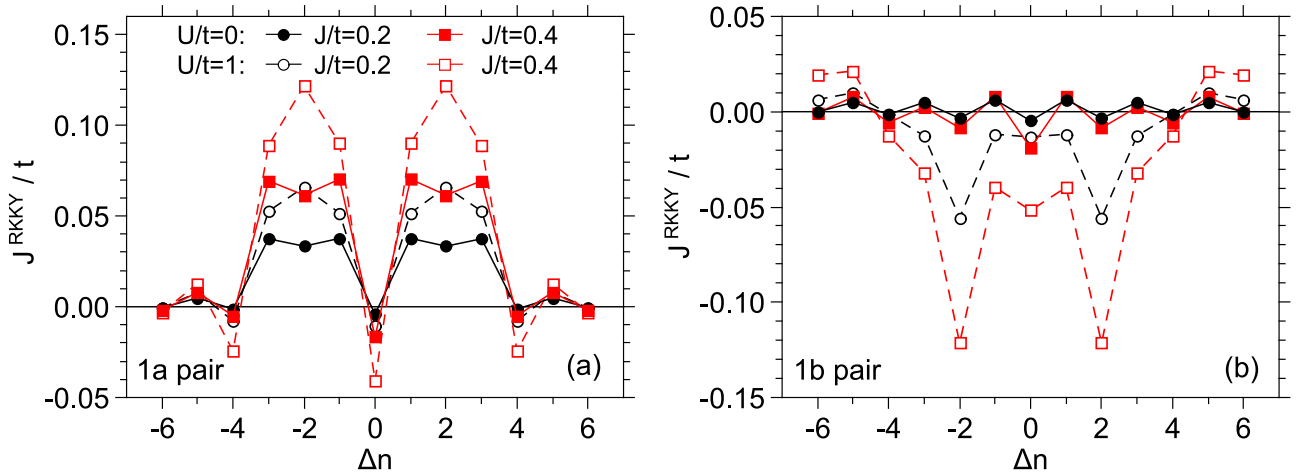 0.15
0.10
0.05
0.00
-0.05
J^RKKY / t
U/t=0: J/t=0.2 J/t=0.4
U/t=1: J/t=0.2 J/t=0.4
1a pair
(a)
-6 -4 -2 0 2 4 6
Δn
0.05
0.00
-0.05
-0.10
-0.15
J^RKKY / t
1b pair
(b)
-6 -4 -2 0 2 4 6
Δn